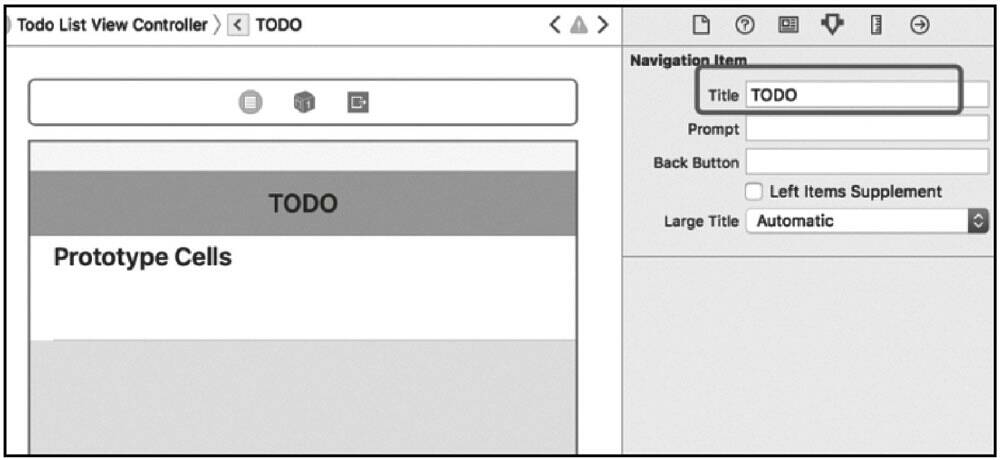 Todo List View Controller 〉 < TODO
TODO
Prototype Cells
Navigation Item
Title TODO
Prompt
Back Button
Left Items Supplement
Large Title Automatic